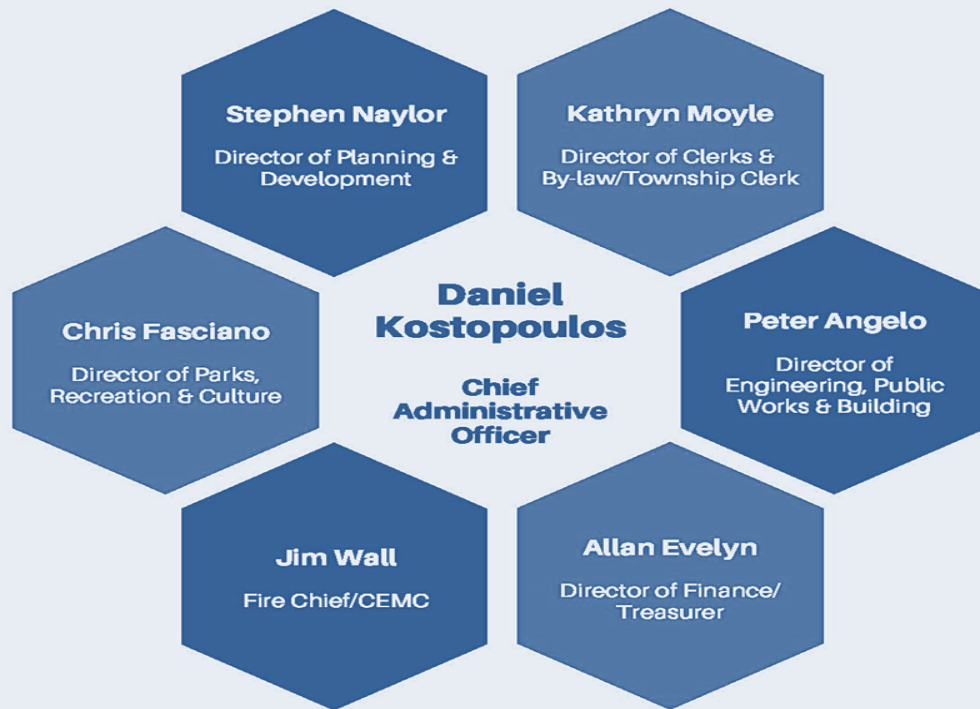 Stephen Naylor
Director of Planning &
Development
Kathryn Moyle
Director of Clerks &
By-law/Township Clerk
Chris Fasciano
Director of Parks,
Recreation & Culture
Daniel
Kostopoulos
Chief
Administrative
Officer
Peter Angelo
Director of
Engineering, Public
Works & Building
Jim Wall
Fire Chief/CEMC
Allan Evelyn
Director of Finance/
Treasurer